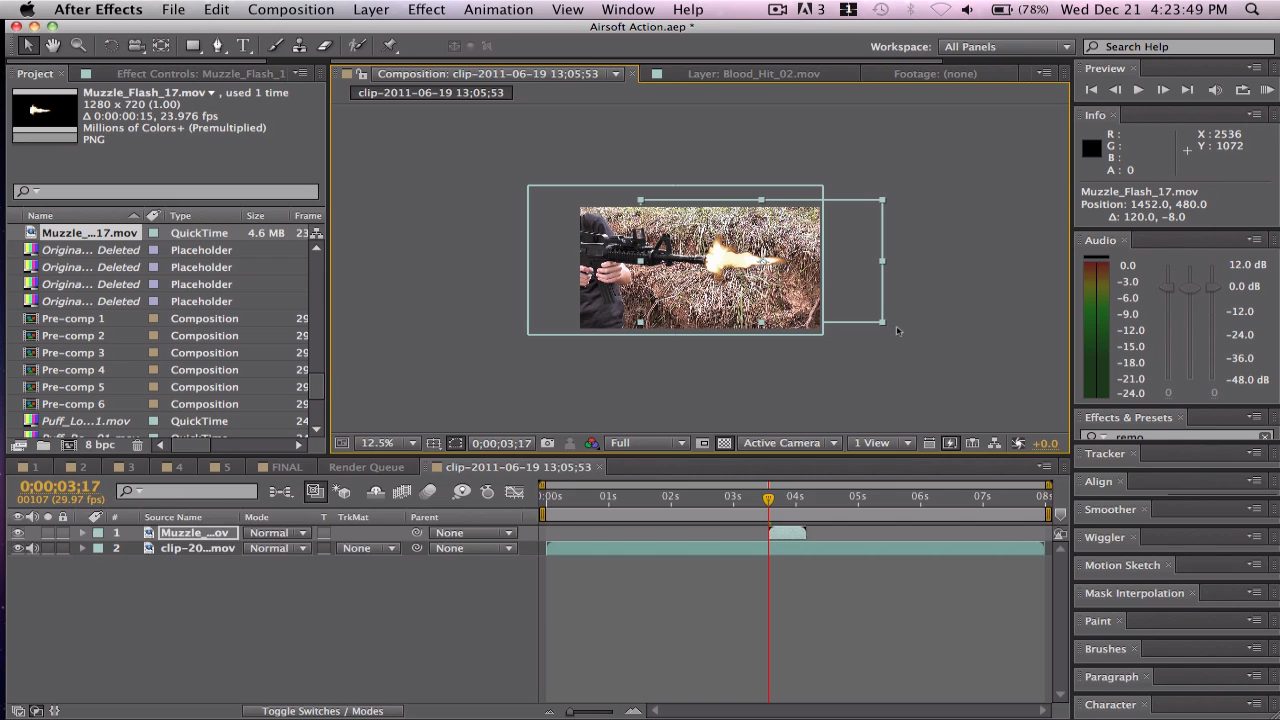 After Effects File Edit Composition Layer Effect Animation View Window Help 3 1 (78%) Wed Dec 21 4:23:49 PM
Airsoft Action.aep *
Workspace: All Panels Search Help
Project Effect Controls: Muzzle_Flash_1 Composition: clip-2011-06-19 13;05;53 Layer: Blood_Hit_02.mov Footage: (none) Preview
Muzzle_Flash_17.mov , used 1 time
1280 x 720 (1.00)
Δ 0:00:00:15, 23.976 fps
Millions of Colors+ (Premultiplied)
PNG
clip-2011-06-19 13;05;53
Info
R :
G :
B :
A : 0
X : 2536
Y : 1072
Muzzle_Flash_17.mov
Position: 1452.0, 480.0
Δ: 120.0, -8.0
Name Type Size Frame
Muzzle_...17.mov QuickTime 4.6 MB 23
Origina... Deleted Placeholder
Origina... Deleted Placeholder
Origina... Deleted Placeholder
Origina... Deleted Placeholder
Pre-comp 1 Composition 29
Pre-comp 2 Composition 29
Pre-comp 3 Composition 29
Pre-comp 4 Composition 29
Pre-comp 5 Composition 29
Pre-comp 6 Composition 29
Puff_Lo...1.mov QuickTime 24
8 bpc
Audio
0.0 12.0 dB
-3.0
-6.0 0.0 dB
-9.0
-12.0 -12.0
-15.0 -24.0
-18.0 -36.0
-21.0 -48.0 dB
-24.0 0 0
Effects & Presets
remo
12.5% 0;00;03;17 Full Active Camera 1 View +0.0
Tracker
Align
Smoother
Wiggler
Motion Sketch
Mask Interpolation
Paint
Brushes
Paragraph
Character
1 2 3 4 5 FINAL Render Queue clip-2011-06-19 13;05;53
0;00;03;17
00107 (29.97 fps)
:00s 01s 02s 03s 04s 05s 06s 07s 08s
# Source Name Mode T TrkMat Parent
1 Muzzle_...ov Normal None
2 clip-20...mov Normal None None
Toggle Switches / Modes